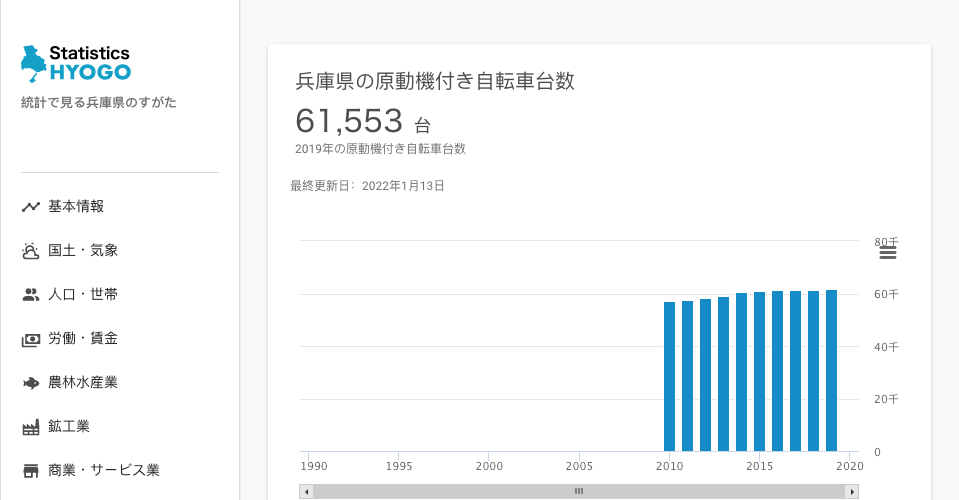 Statistics
HYOGO
統計で見る兵庫県のすがた
基本情報
国土・気象
人口・世帯
労働・賃金
農林水産業
鉱工業
商業・サービス業
兵庫県の原動機付き自転車台数
61,553 台
2019年の原動機付き自転車台数
最終更新日：2022年1月13日
80千
60千
40千
20千
0
1990 1995 2000 2005 2010 2015 2020